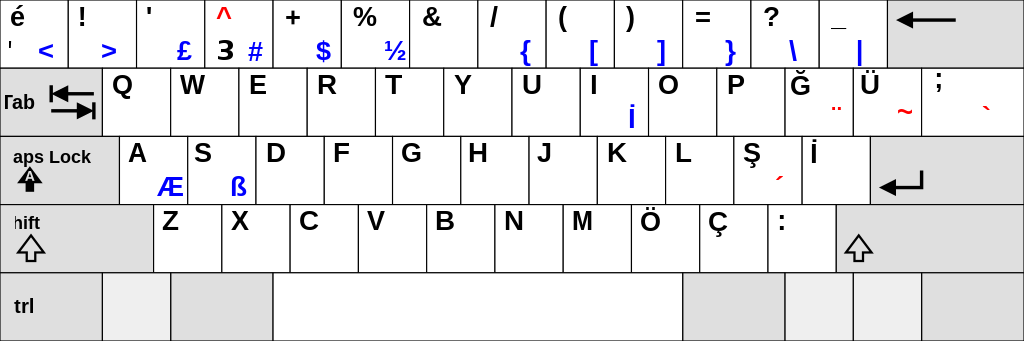 é ! ' ^ + % & / ( ) = ? _
' < > £ 3 # $ ½ { [ ] } \ |
Tab Q W E R T Y U I O P Ğ Ü ;
İ ¨ ~ `
aps Lock A S D F G H J K L Ş İ
A Æ ß ´
hift Z X C V B N M Ö Ç :
trl